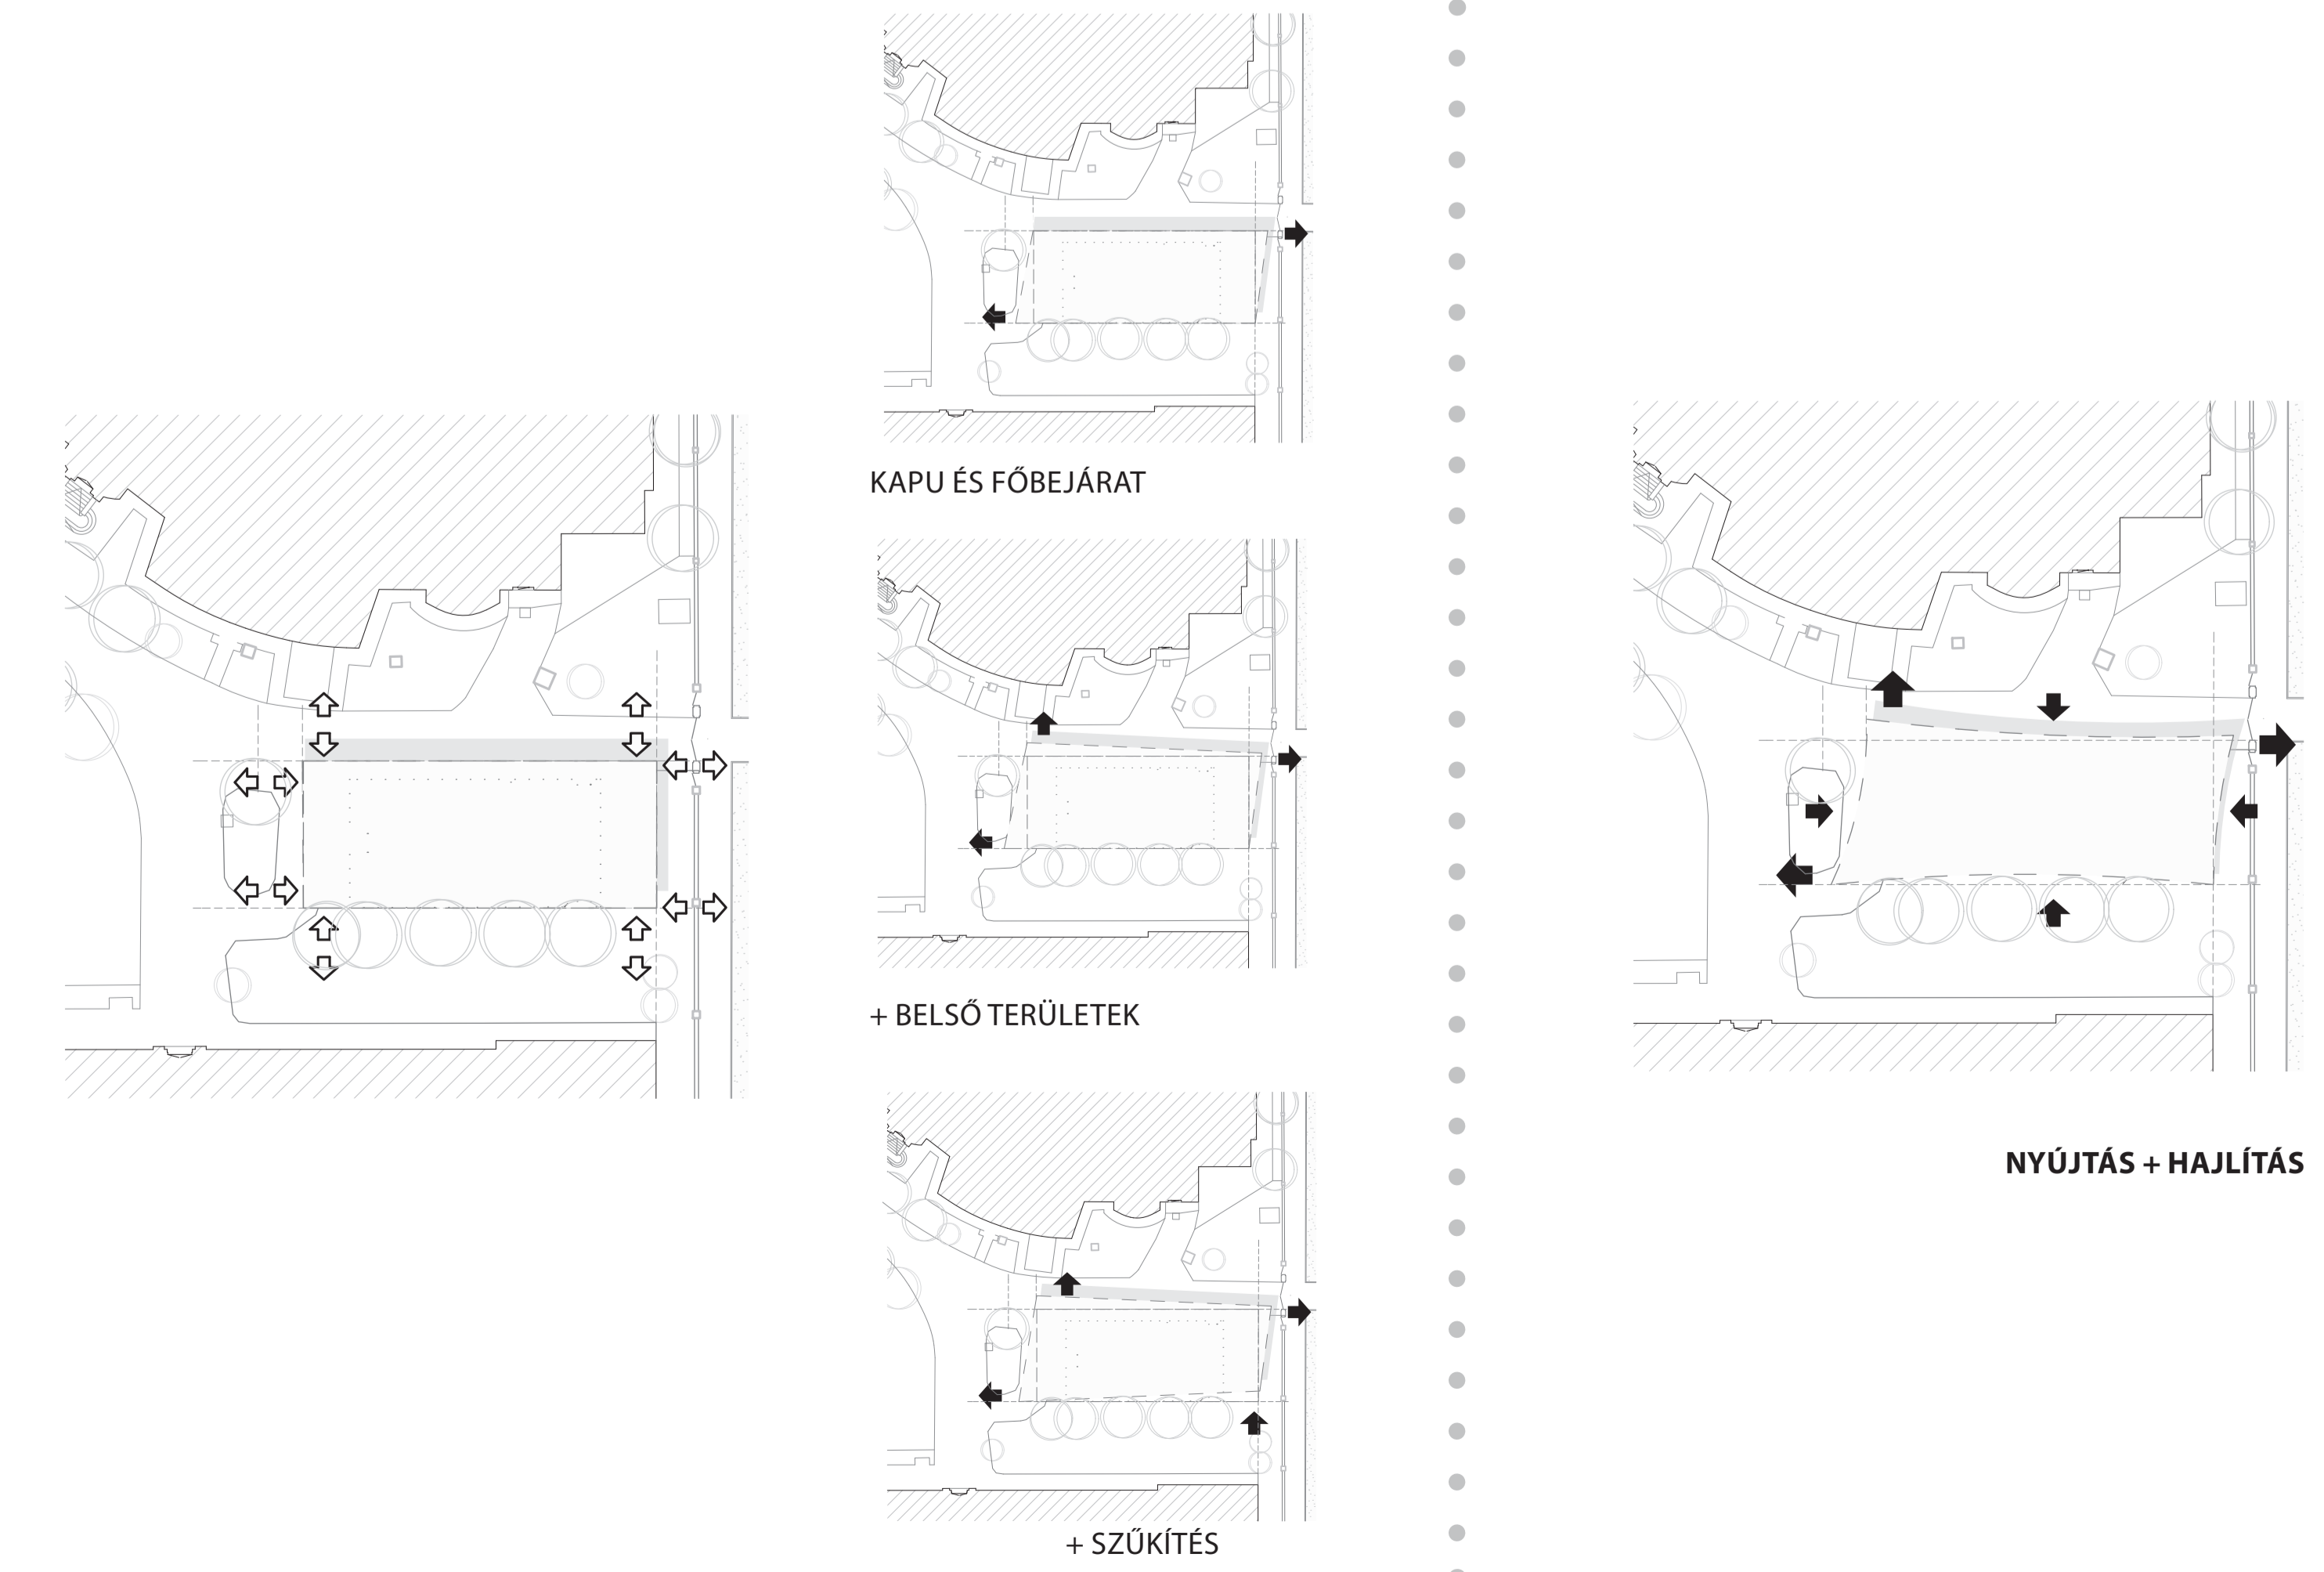 KAPU ÉS FŐBEJÁRAT
+ BELSŐ TERÜLETEK
+ SZŰKÍTÉS
NYÚJTÁS + HAJLÍTÁS